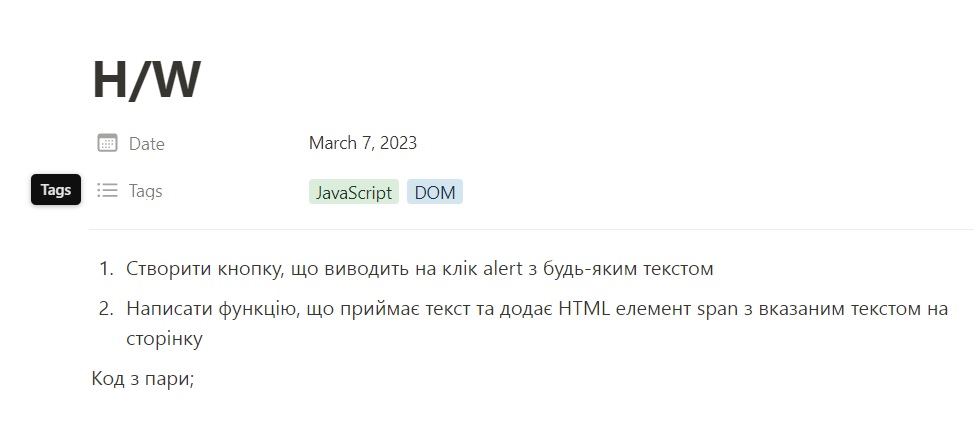 H/W
Date March 7, 2023
Tags Tags JavaScript DOM
1. Створити кнопку, що виводить на клік alert з будь-яким текстом
2. Написати функцію, що приймає текст та додає HTML елемент span з вказаним текстом на
сторінку
Код з пари;